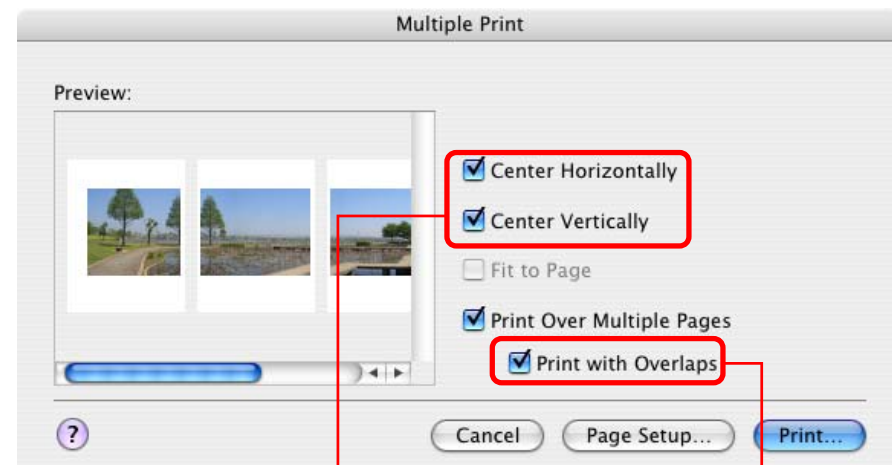 Multiple Print
Preview:
Center Horizontally
Center Vertically
Fit to Page
Print Over Multiple Pages
Print with Overlaps
?
Cancel
Page Setup...
Print...